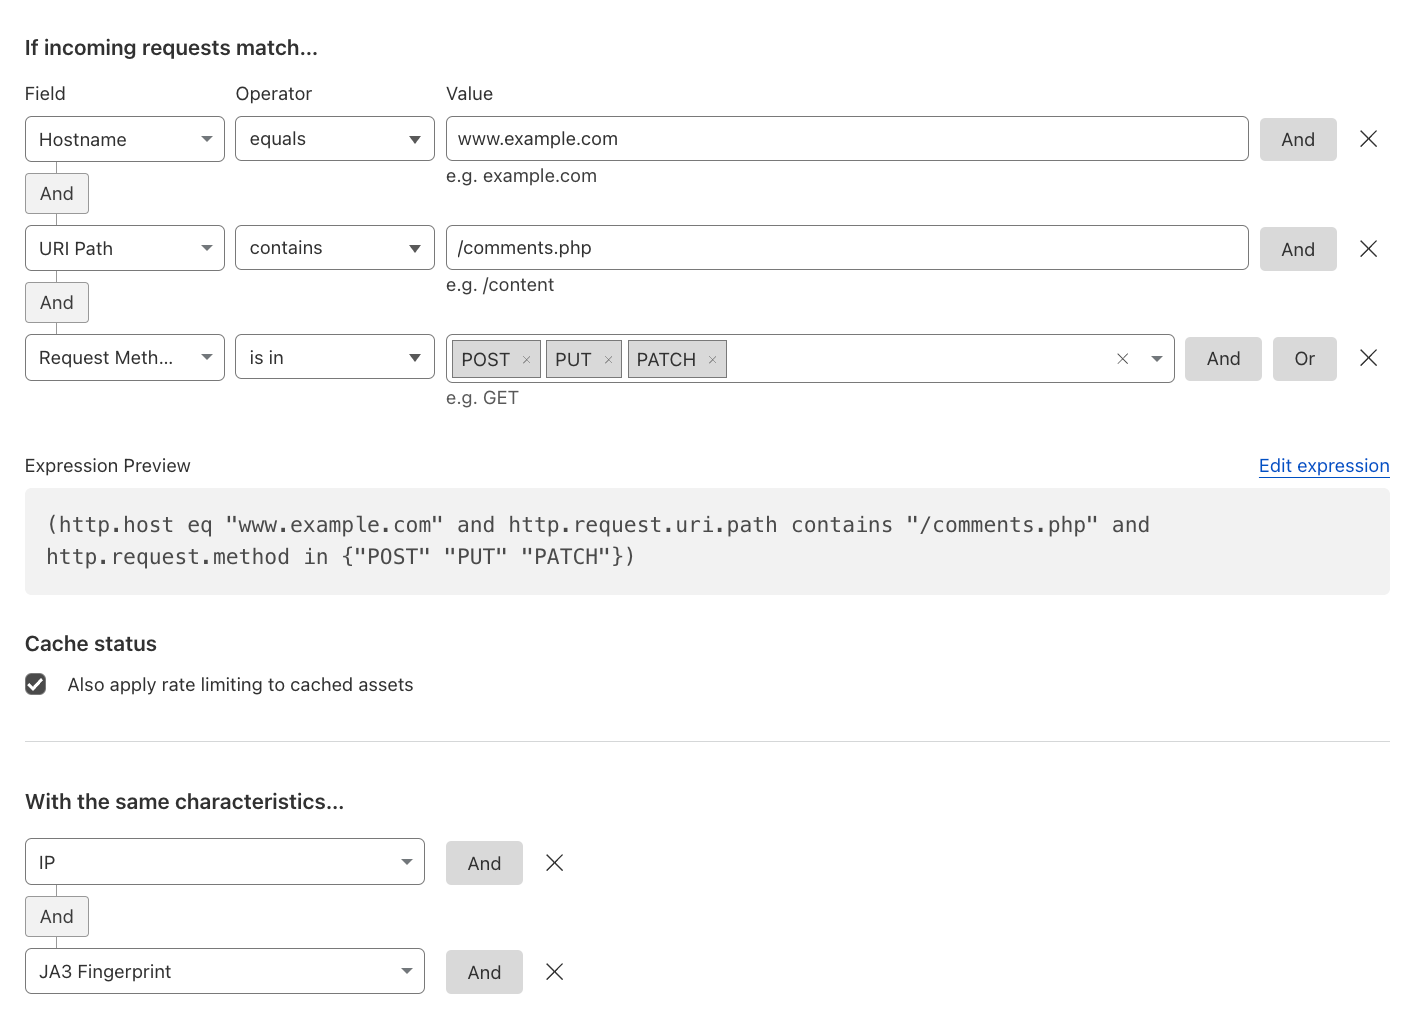 If incoming requests match...
Field Operator Value
Hostname equals www.example.com And
e.g. example.com
And
URI Path contains /comments.php And
e.g. /content
And
Request Meth... is in POST × PUT × PATCH × And Or
e.g. GET
Expression Preview Edit expression
(http.host eq "www.example.com" and http.request.uri.path contains "/comments.php" and
http.request.method in {"POST" "PUT" "PATCH"})
Cache status
Also apply rate limiting to cached assets
With the same characteristics...
IP And
And
JA3 Fingerprint And